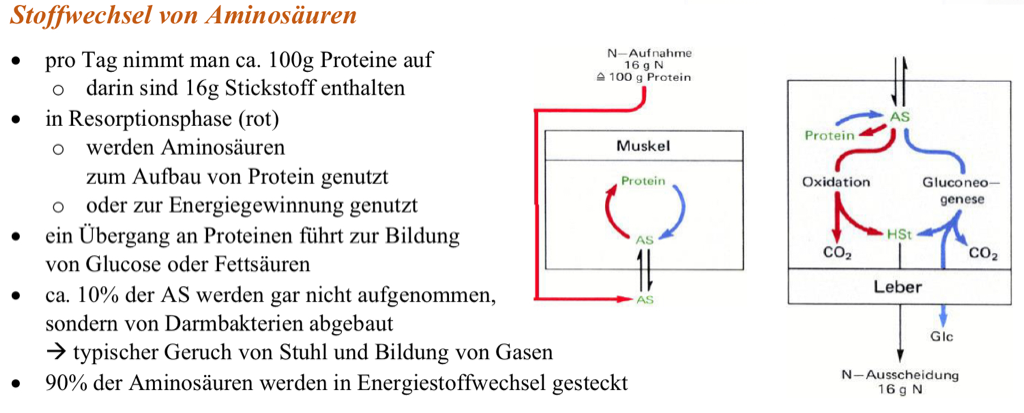 Stoffwechsel von Aminosäuren
• pro Tag nimmt man ca. 100g Proteine auf
o darin sind 16g Stickstoff enthalten
• in Resorptionsphase (rot)
o werden Aminosäuren
zum Aufbau von Protein genutzt
o oder zur Energiegewinnung genutzt
• ein Übergang an Proteinen führt zur Bildung
von Glucose oder Fettsäuren
• ca. 10% der AS werden gar nicht aufgenommen,
sondern von Darmbakterien abgebaut
→ typischer Geruch von Stuhl und Bildung von Gasen
• 90% der Aminosäuren werden in Energiestoffwechsel gesteckt
N—Aufnahme
16 g N
≙ 100 g Protein
Muskel
Protein
AS
AS
AS
Protein
Oxidation
Gluconeo—
genese
HSt
CO₂
CO₂
Leber
Glc
N—Ausscheidung
16 g N